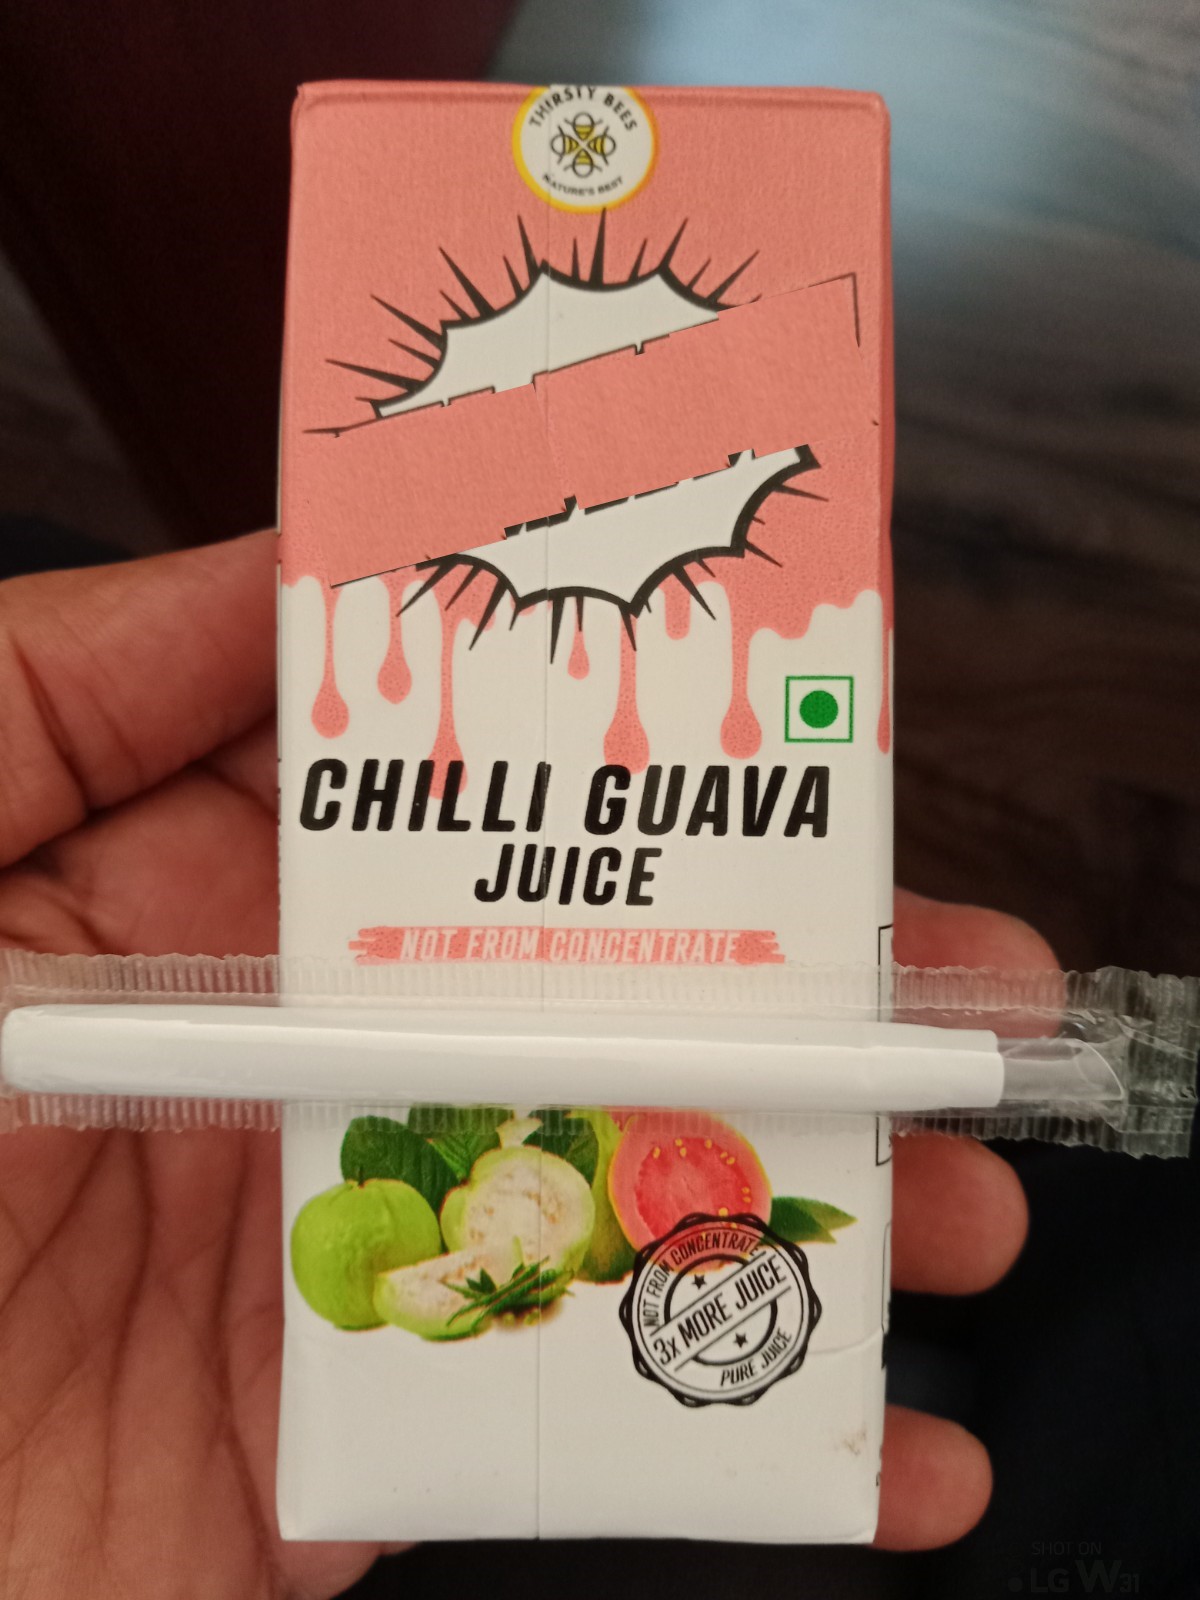 THIRSTY BEES
NATURE'S BEST
CHILLI GUAVA
JUICE
NOT FROM CONCENTRATE
NOT FROM CONCENTRATE
3x MORE JUICE
PURE JUICE
SHOT ON
LG W31